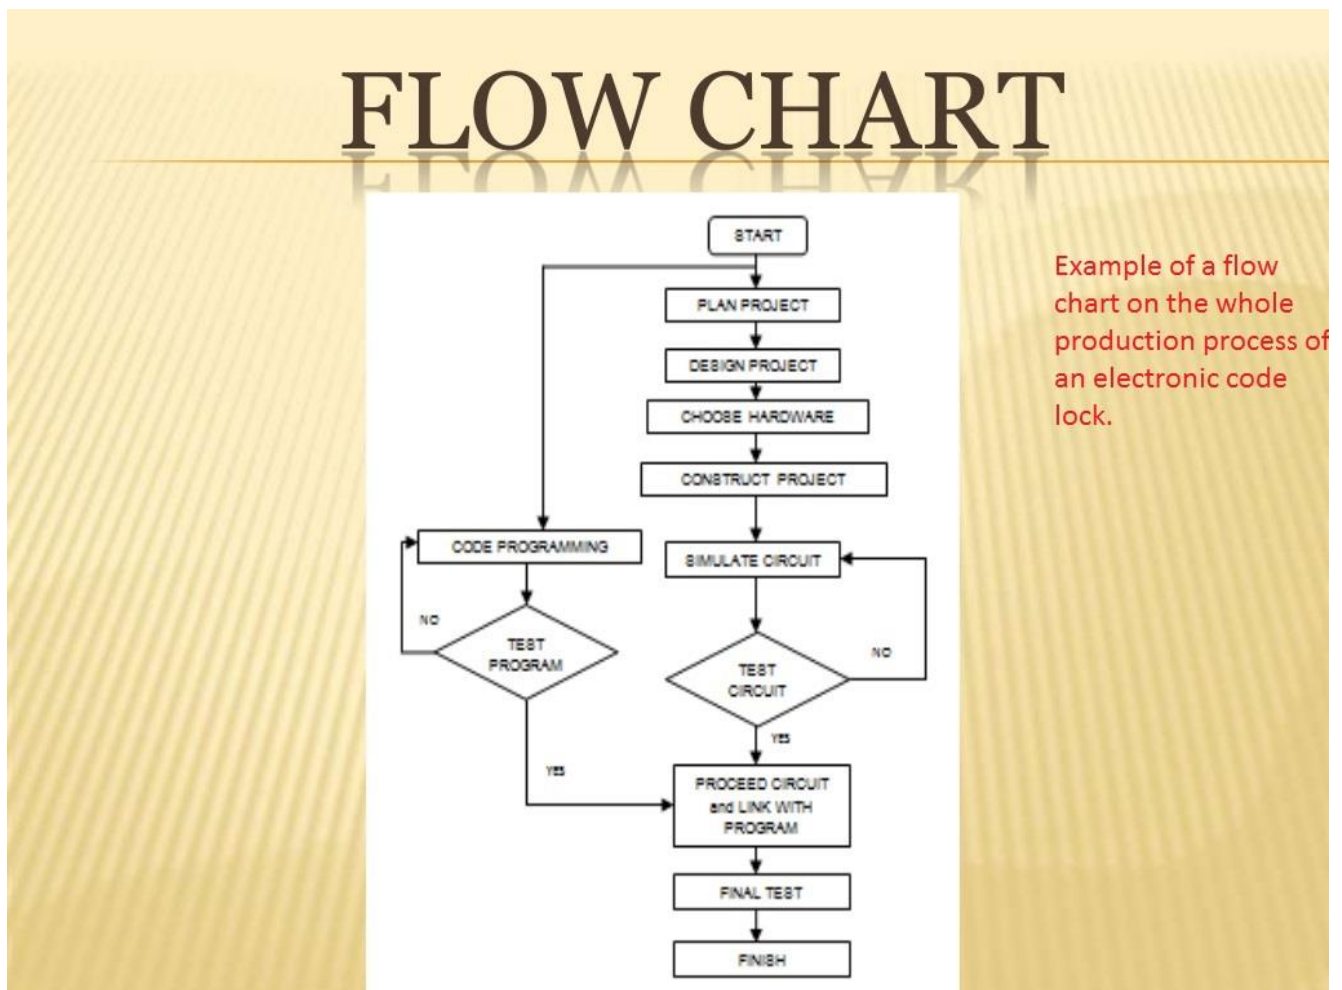 FLOW CHART
START
PLAN PROJECT
DESIGN PROJECT
CHOOSE HARDWARE
CONSTRUCT PROJECT
CODE PROGRAMMING
SIMULATE CIRCUIT
NO
TEST
PROGRAM
TEST
CIRCUIT
NO
YES
YES
PROCEED CIRCUIT
and LINK WITH
PROGRAM
FINAL TEST
FINISH
Example of a flow
chart on the whole
production process of
an electronic code
lock.